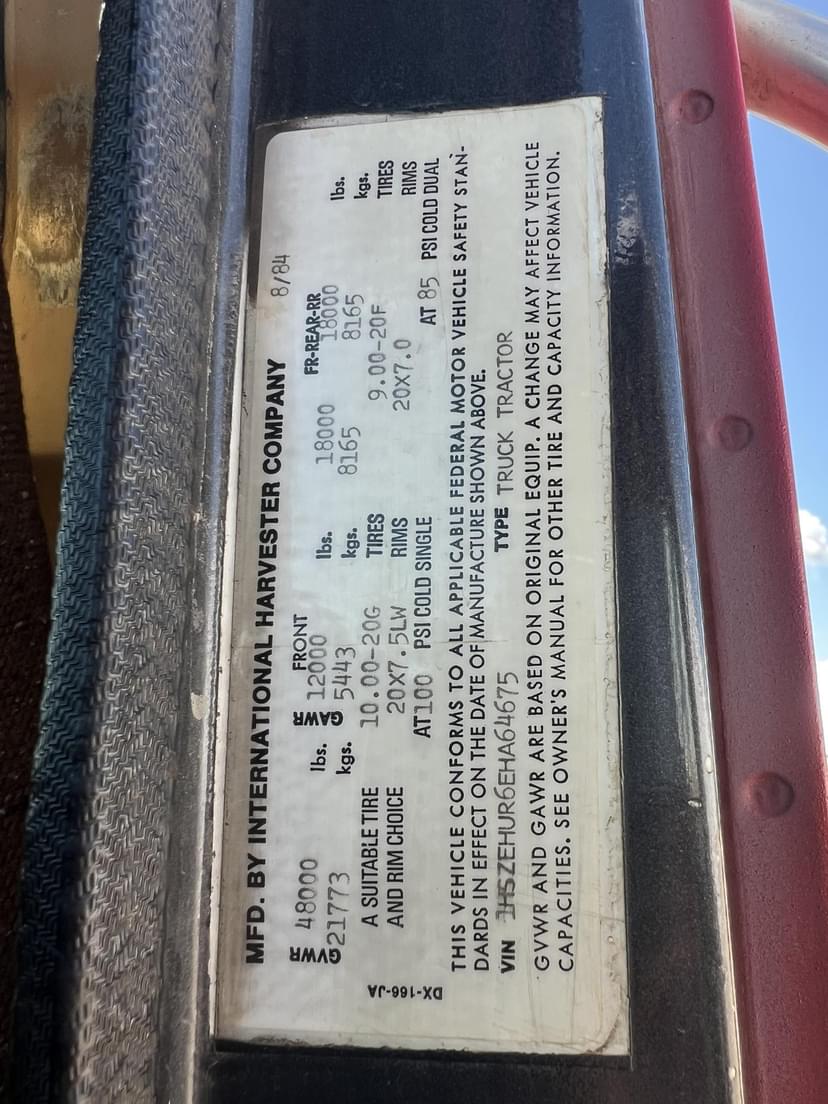 MFD. BY INTERNATIONAL HARVESTER COMPANY 8/84
GVWR 48000 lbs. GAWR FRONT 12000 lbs. 18000 FR-REAR-RR 18000 lbs.
21773 kgs. 5443 kgs. 8165 8165 kgs.
A SUITABLE TIRE 10.00-20G TIRES 9.00-20F TIRES
AND RIM CHOICE 20X7.5LW RIMS 20X7.0 RIMS
AT 100 PSI COLD SINGLE AT 85 PSI COLD DUAL
THIS VEHICLE CONFORMS TO ALL APPLICABLE FEDERAL MOTOR VEHICLE SAFETY STAN-
DARDS IN EFFECT ON THE DATE OF MANUFACTURE SHOWN ABOVE.
VIN 1HSZEHUR6EHA64675 TYPE TRUCK TRACTOR
GVWR AND GAWR ARE BASED ON ORIGINAL EQUIP. A CHANGE MAY AFFECT VEHICLE
CAPACITIES. SEE OWNER'S MANUAL FOR OTHER TIRE AND CAPACITY INFORMATION.
DX-166-JA